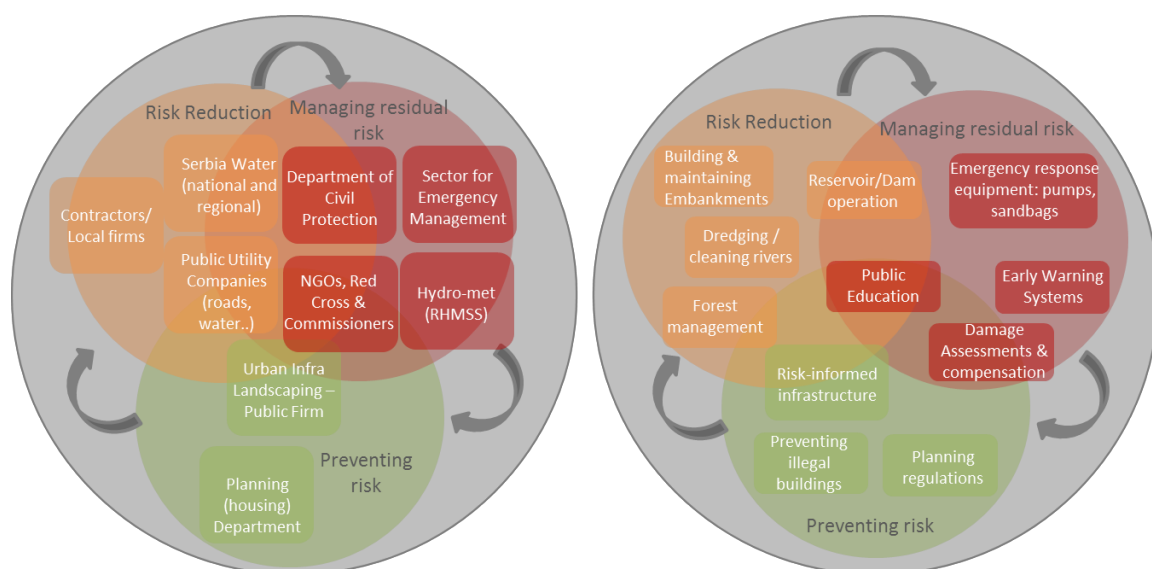 Risk Reduction
Managing residual
risk
Serbia Water
(national and
regional)
Department of
Civil
Protection
Sector for
Emergency
Management
Contractors/
Local firms
Public Utility
Companies
(roads,
water..)
NGOs, Red
Cross &
Commissioners
Hydro-met
(RHMSS)
Urban Infra
Landscaping –
Public Firm
Preventing
risk
Planning
(housing)
Department
Risk Reduction
Managing residual risk
Building &
maintaining
Embankments
Reservoir/Dam
operation
Emergency response
equipment: pumps,
sandbags
Dredging /
cleaning rivers
Public
Education
Early Warning
Systems
Forest
management
Damage
Assessments &
compensation
Risk-informed
infrastructure
Preventing
illegal
buildings
Planning
regulations
Preventing risk